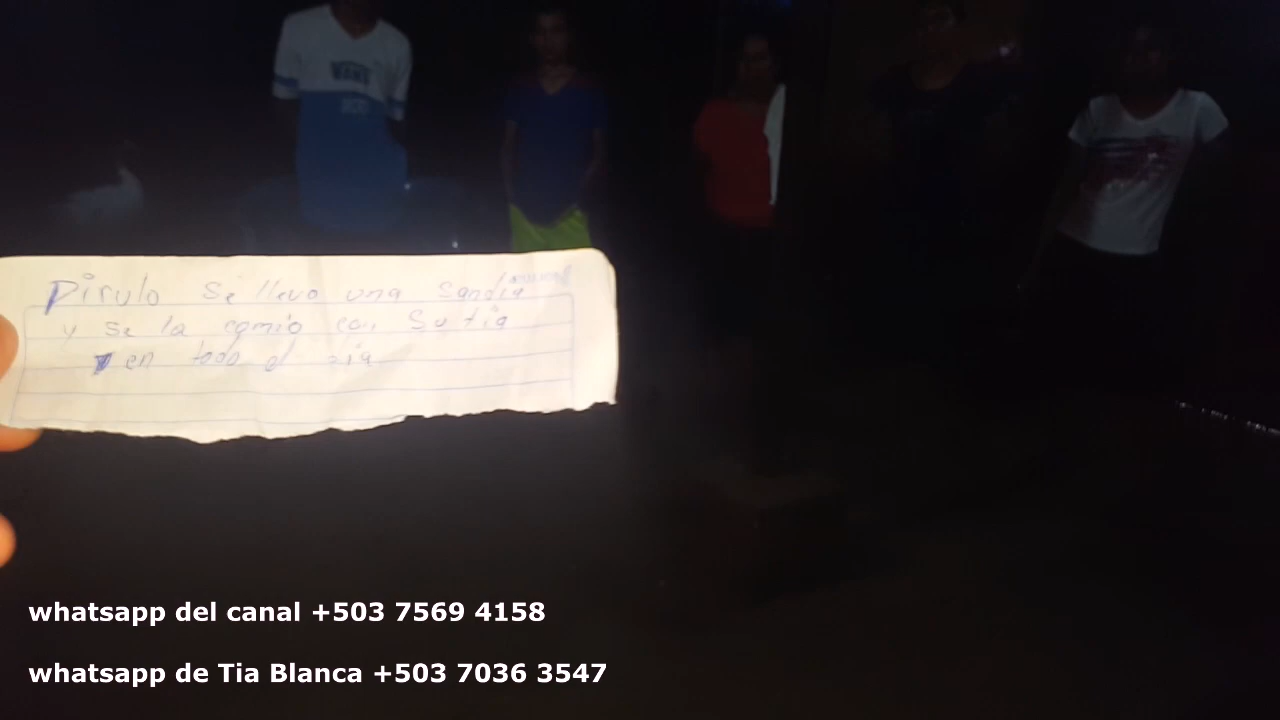 VANS
Pirulo Se llevo una Sandia
y se la comio con Su tia
en todo el dia
whatsapp del canal +503 7569 4158
whatsapp de Tia Blanca +503 7036 3547